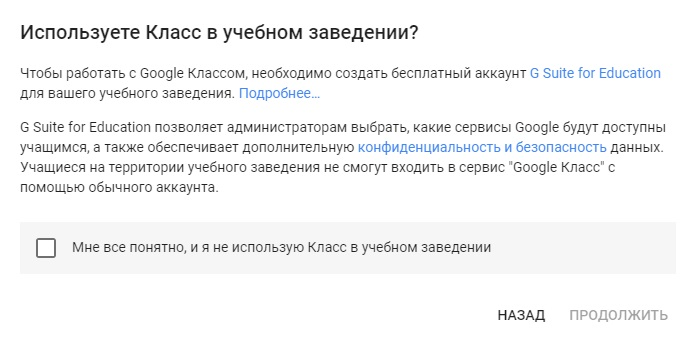 Используете Класс в учебном заведении?
Чтобы работать с Google Классом, необходимо создать бесплатный аккаунт G Suite for Education
для вашего учебного заведения. Подробнее…
G Suite for Education позволяет администраторам выбрать, какие сервисы Google будут доступны
учащимся, а также обеспечивает дополнительную конфиденциальность и безопасность данных.
Учащиеся на территории учебного заведения не смогут входить в сервис "Google Класс" с
помощью обычного аккаунта.
Мне все понятно, и я не использую Класс в учебном заведении
НАЗАД ПРОДОЛЖИТЬ